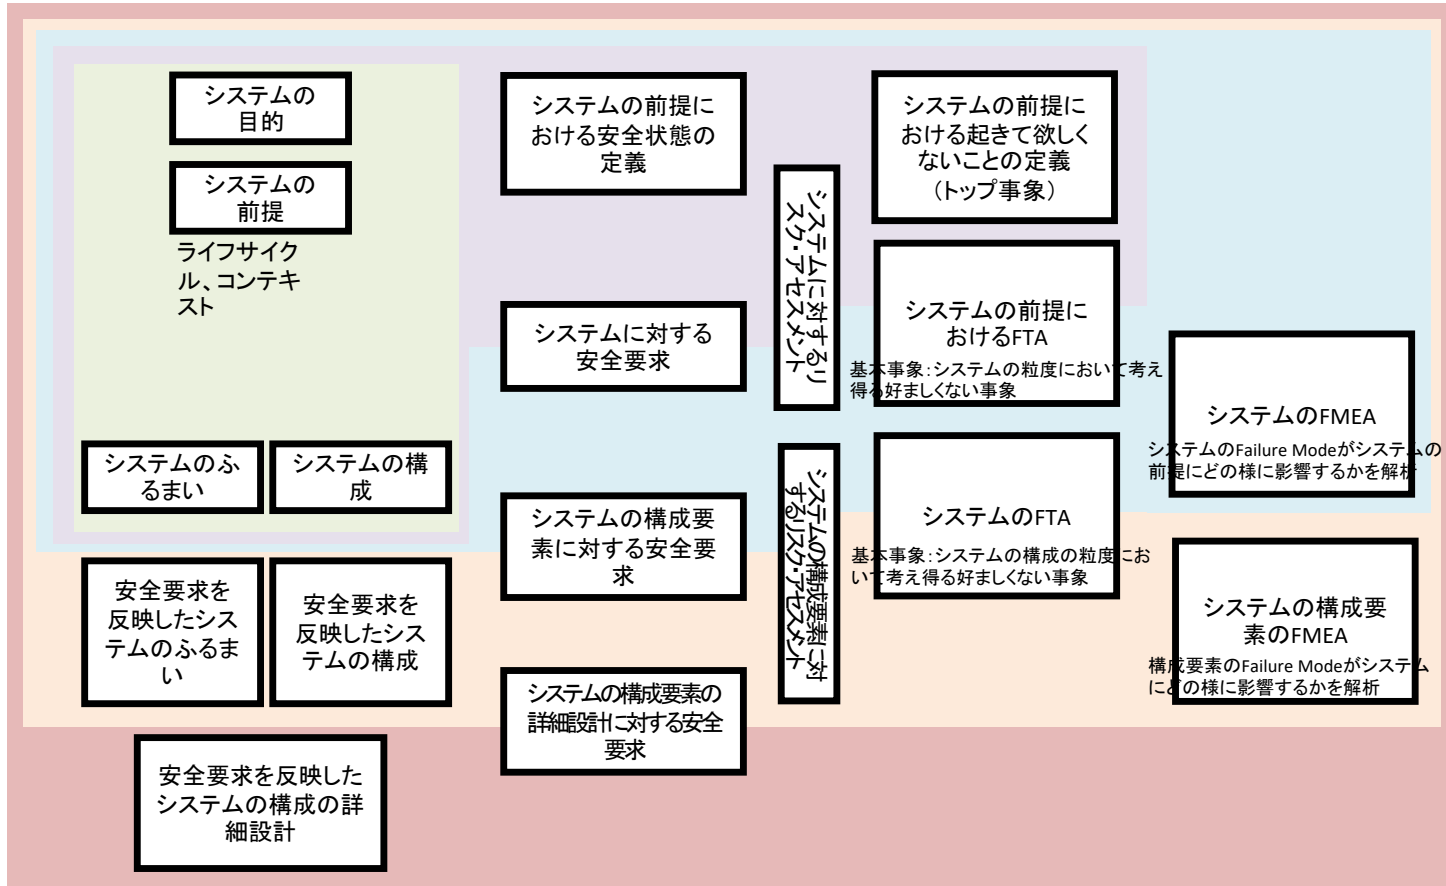 システムの
目的
システムの
前提
ライフサイク
ル、コンテキ
スト
システムのふ
るまい
システムの構
成
安全要求を
反映したシス
テムのふるま
い
安全要求を
反映したシス
テムの構成
安全要求を反映した
システムの構成の詳
細設計
システムの前提に
おける安全状態の
定義
システムに対する
安全要求
システムの構成要
素に対する安全要
求
システムの構成要素の
詳細設計に対する安全
要求
システムに対するリ
スク・アセスメント
システムの構成要素に対
するリスク・アセスメント
システムの前提に
おける起きて欲しく
ないことの定義
(トップ事象)
システムの前提に
おけるFTA
基本事象:システムの粒度において考え
得る好ましくない事象
システムのFTA
基本事象:システムの構成の粒度にお
いて考え得る好ましくない事象
システムのFMEA
システムのFailure Modeがシステムの
前提にどの様に影響するかを解析
システムの構成要
素のFMEA
構成要素のFailure Modeがシステム
にどの様に影響するかを解析